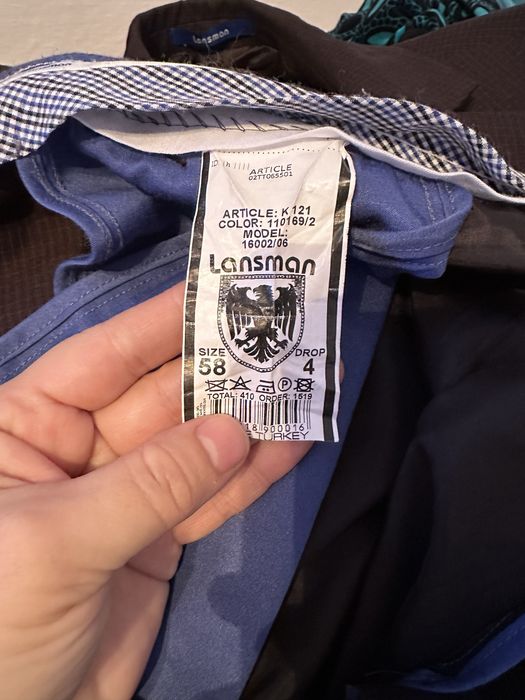 Lansman
ARTICLE
02TT065501
ARTICLE: K 121
COLOR: 110169/2
MODEL:
16002/06
Lansman
SIZE DROP
58 4
P
TOTAL: 410 ORDER: 1519
18900016
TURKEY